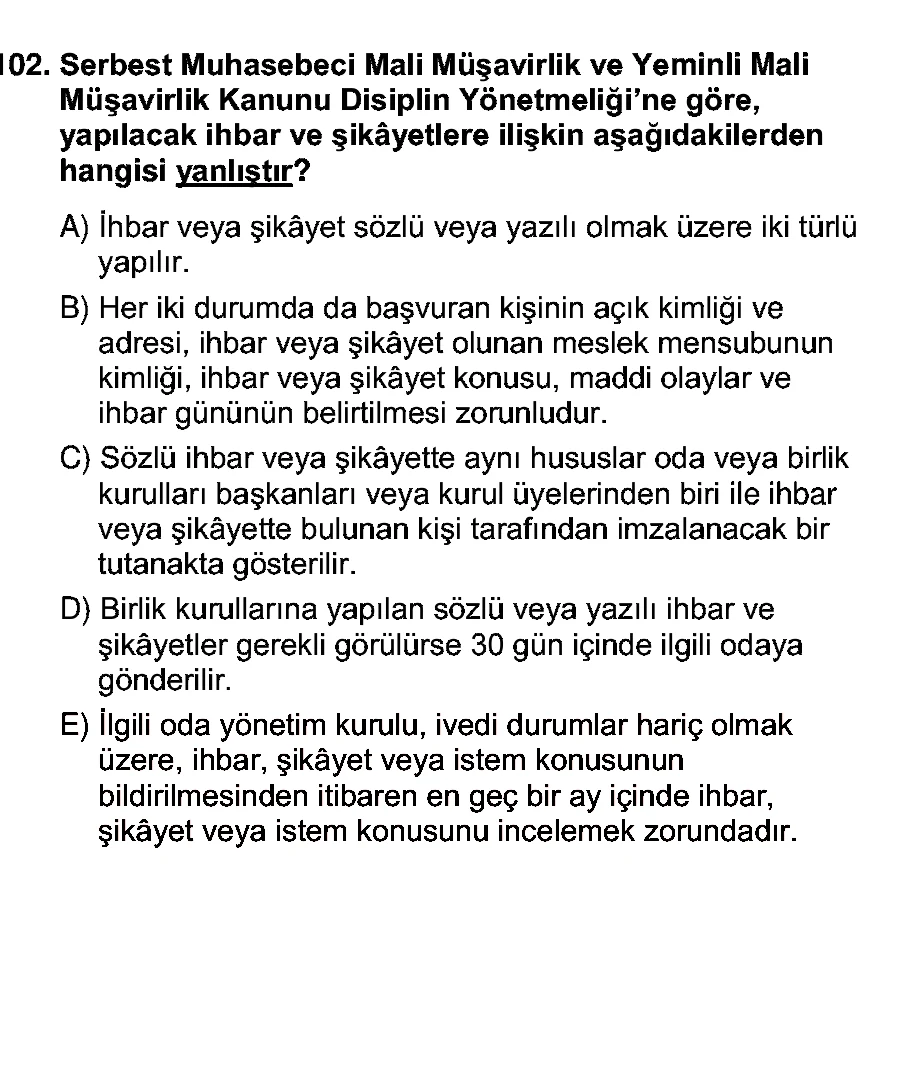 102. Serbest Muhasebeci Mali Müşavirlik ve Yeminli Mali
Müşavirlik Kanunu Disiplin Yönetmeliği’ne göre,
yapılacak ihbar ve şikâyetlere ilişkin aşağıdakilerden
hangisi yanlıştır?
A) İhbar veya şikâyet sözlü veya yazılı olmak üzere iki türlü
yapılır.
B) Her iki durumda da başvuran kişinin açık kimliği ve
adresi, ihbar veya şikâyet olunan meslek mensubunun
kimliği, ihbar veya şikâyet konusu, maddi olaylar ve
ihbar gününün belirtilmesi zorunludur.
C) Sözlü ihbar veya şikâyette aynı hususlar oda veya birlik
kurulları başkanları veya kurul üyelerinden biri ile ihbar
veya şikâyette bulunan kişi tarafından imzalanacak bir
tutanakta gösterilir.
D) Birlik kurullarına yapılan sözlü veya yazılı ihbar ve
şikâyetler gerekli görülürse 30 gün içinde ilgili odaya
gönderilir.
E) İlgili oda yönetim kurulu, ivedi durumlar hariç olmak
üzere, ihbar, şikâyet veya istem konusunun
bildirilmesinden itibaren en geç bir ay içinde ihbar,
şikâyet veya istem konusunu incelemek zorundadır.